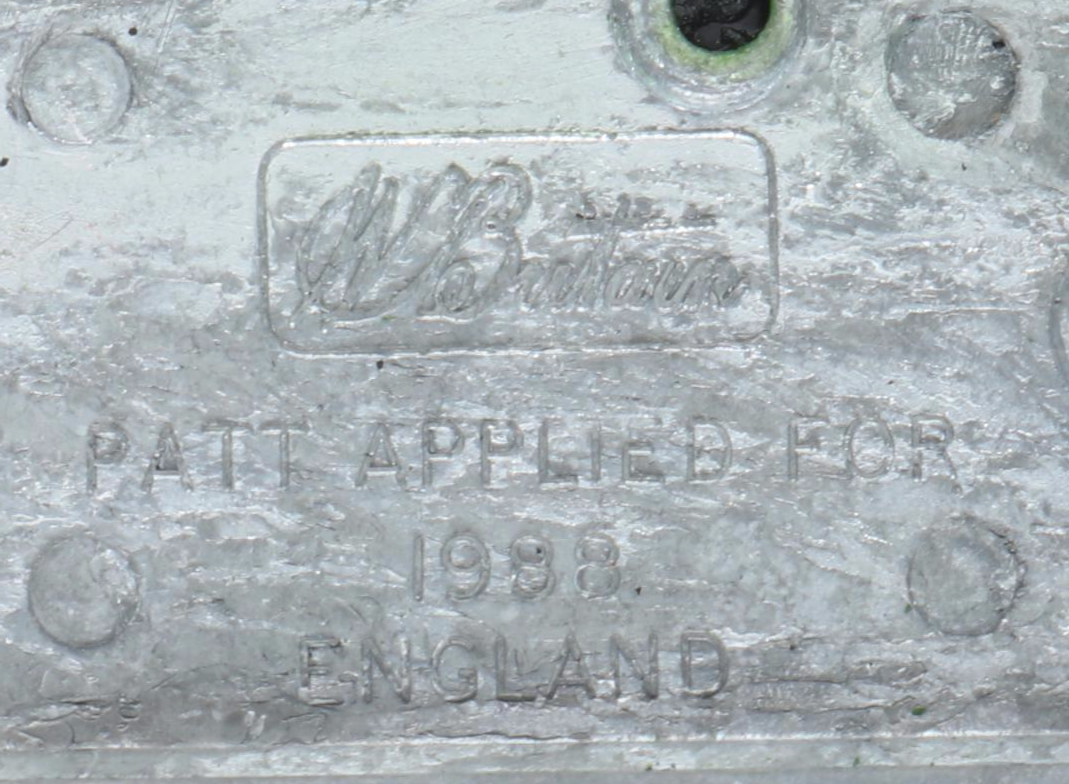 W. Britain
PATT APPLIED FOR
1988
ENGLAND